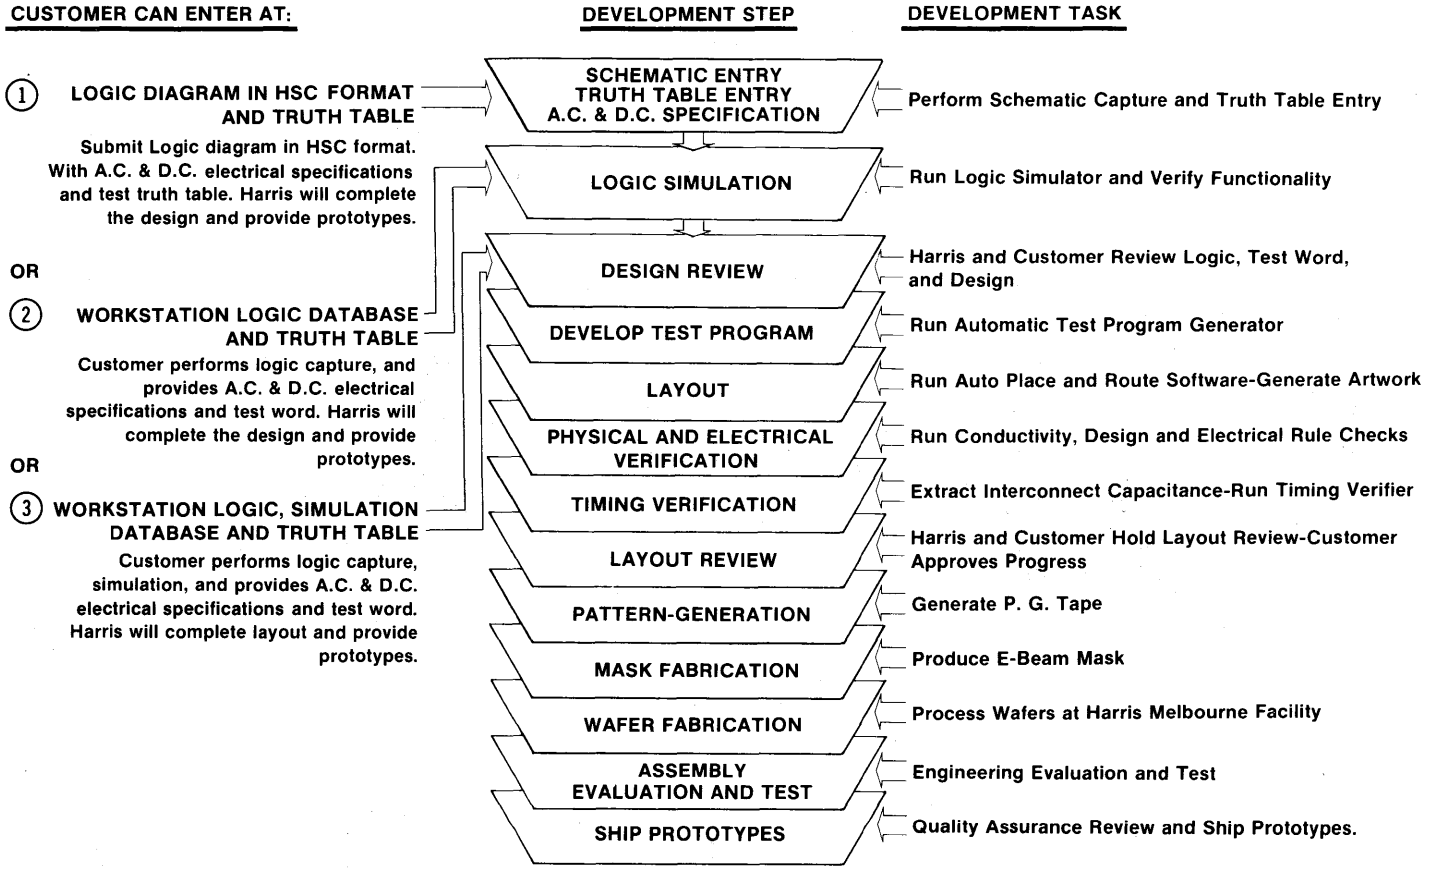 CUSTOMER CAN ENTER AT:
DEVELOPMENT STEP
DEVELOPMENT TASK
1 LOGIC DIAGRAM IN HSC FORMAT
AND TRUTH TABLE
Submit Logic diagram in HSC format.
With A.C. & D.C. electrical specifications
and test truth table. Harris will complete
the design and provide prototypes.
OR
2 WORKSTATION LOGIC DATABASE
AND TRUTH TABLE
Customer performs logic capture, and
provides A.C. & D.C. electrical
specifications and test word. Harris will
complete the design and provide
prototypes.
OR
3 WORKSTATION LOGIC, SIMULATION
DATABASE AND TRUTH TABLE
Customer performs logic capture,
simulation, and provides A.C. & D.C.
electrical specifications and test word.
Harris will complete layout and provide
prototypes.
SCHEMATIC ENTRY
TRUTH TABLE ENTRY
A.C. & D.C. SPECIFICATION
LOGIC SIMULATION
DESIGN REVIEW
DEVELOP TEST PROGRAM
LAYOUT
PHYSICAL AND ELECTRICAL
VERIFICATION
TIMING VERIFICATION
LAYOUT REVIEW
PATTERN-GENERATION
MASK FABRICATION
WAFER FABRICATION
ASSEMBLY
EVALUATION AND TEST
SHIP PROTOTYPES
Perform Schematic Capture and Truth Table Entry
Run Logic Simulator and Verify Functionality
Harris and Customer Review Logic, Test Word,
and Design
Run Automatic Test Program Generator
Run Auto Place and Route Software-Generate Artwork
Run Conductivity, Design and Electrical Rule Checks
Extract Interconnect Capacitance-Run Timing Verifier
Harris and Customer Hold Layout Review-Customer
Approves Progress
Generate P. G. Tape
Produce E-Beam Mask
Process Wafers at Harris Melbourne Facility
Engineering Evaluation and Test
Quality Assurance Review and Ship Prototypes.